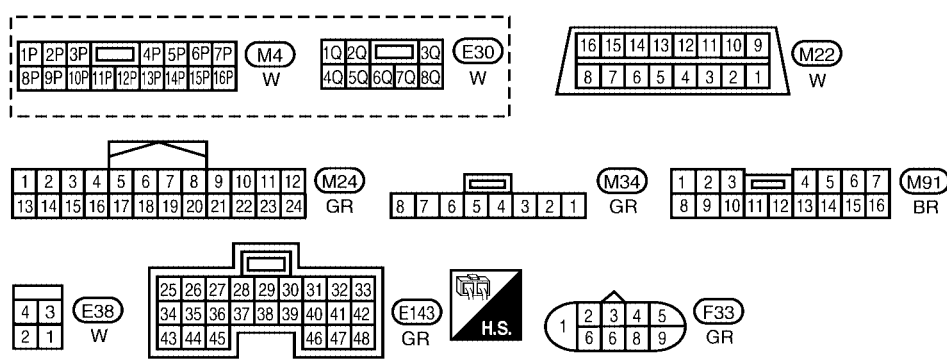 1P 2P 3P 4P 5P 6P 7P M4
8P 9P 10P 11P 12P 13P 14P 15P 16P W
1Q 2Q 3Q E30
4Q 5Q 6Q 7Q 8Q W
16 15 14 13 12 11 10 9 M22
8 7 6 5 4 3 2 1 W
1 2 3 4 5 6 7 8 9 10 11 12 M24
13 14 15 16 17 18 19 20 21 22 23 24 GR
M34
8 7 6 5 4 3 2 1 GR
1 2 3 4 5 6 7 M91
8 9 10 11 12 13 14 15 16 BR
4 3 E38
2 1 W
25 26 27 28 29 30 31 32 33
34 35 36 37 38 39 40 41 42 E143
43 44 45 46 47 48 GR
H.S.
1 2 3 4 5 F33
6 6 8 9 GR